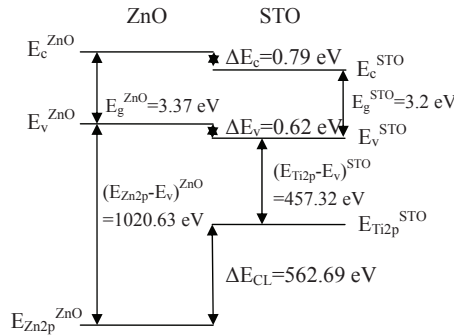 ZnO STO
E_c^ZnO
ΔE_c=0.79 eV
E_c^STO
E_g^ZnO=3.37 eV
E_g^STO=3.2 eV
E_v^ZnO
ΔE_v=0.62 eV
E_v^STO
(E_Zn2p-E_v)^ZnO
=1020.63 eV
(E_Ti2p-E_v)^STO
=457.32 eV
E_Ti2p^STO
ΔE_CL=562.69 eV
E_Zn2p^ZnO